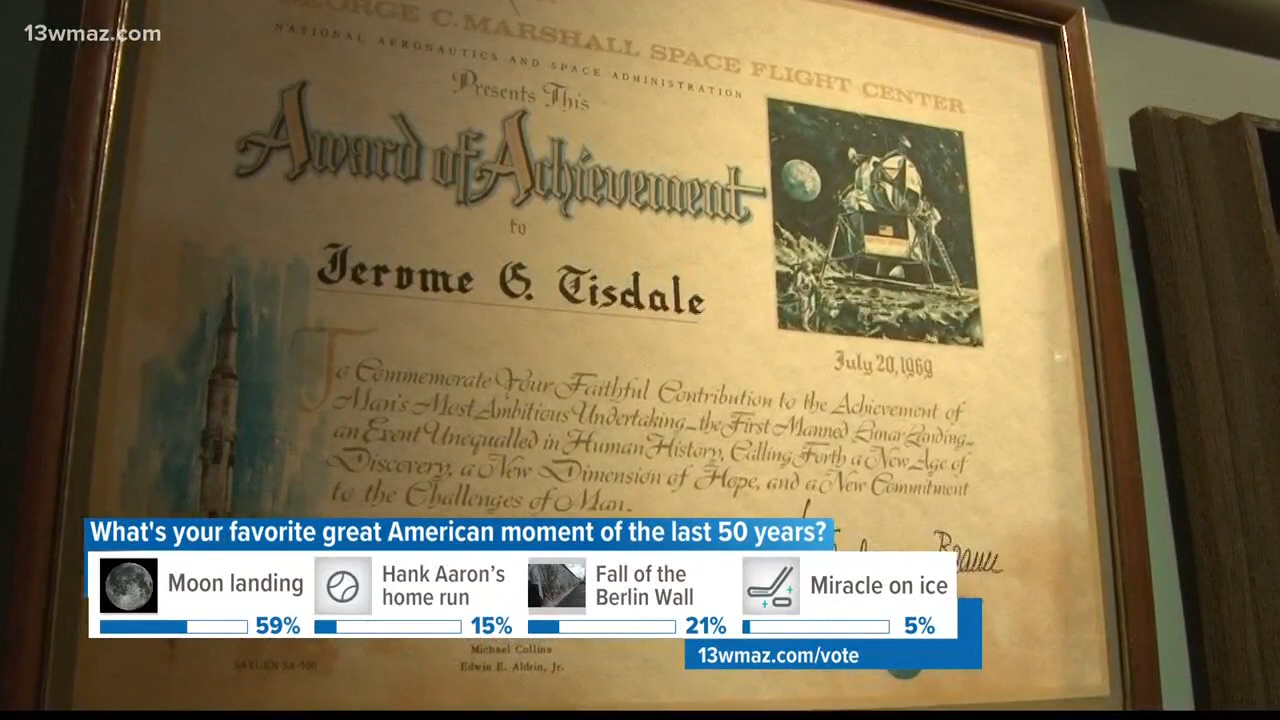 13wmaz.com
GEORGE C. MARSHALL SPACE FLIGHT CENTER
NATIONAL AERONAUTICS AND SPACE ADMINISTRATION
Presents This
Award of Achievement
to
Jerome G. Tisdale
July 20, 1969
To Commemorate Your Faithful Contribution to the Achievement of
Man's Most Ambitious Undertaking—the First Manned Lunar Landing—
an Event Unequalled in Human History, Calling Forth a New Age of
Discovery, a New Dimension of Hope, and a New Commitment
to the Challenges of Man.
Braun
What's your favorite great American moment of the last 50 years?
Moon landing
59%
Hank Aaron's
home run
15%
Fall of the
Berlin Wall
21%
Miracle on ice
5%
13wmaz.com/vote
Michael Collins
Edwin E. Aldrin, Jr.
SATURN SA-506